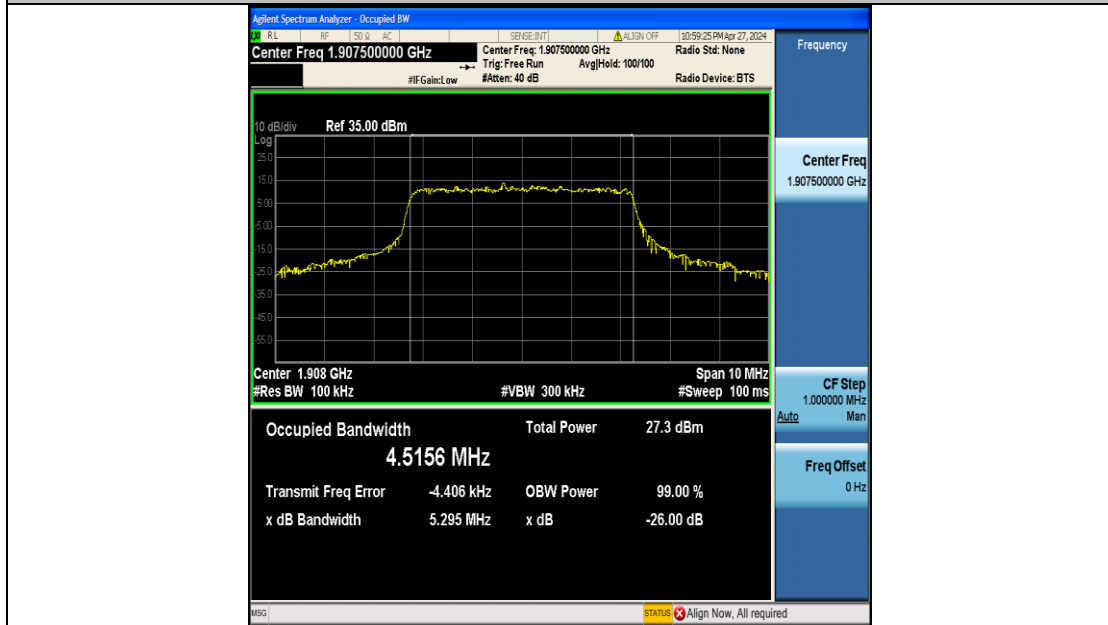 Agilent Spectrum Analyzer - Occupied BW
RL RF 50 Ω AC SENSE:INT ALIGN OFF 10:59:25 PM Apr 27, 2024
Center Freq 1.907500000 GHz
Center Freq: 1.907500000 GHz
Radio Std: None
Trig: Free Run Avg|Hold: 100/100
#IFGain:Low #Atten: 40 dB Radio Device: BTS
Frequency
10 dB/div Ref 35.00 dBm
Log
25.0
15.0
5.00
-5.00
-15.0
-25.0
-35.0
-45.0
-55.0
Center 1.908 GHz Span 10 MHz
#Res BW 100 kHz #VBW 300 kHz #Sweep 100 ms
Occupied Bandwidth Total Power 27.3 dBm
4.5156 MHz
Transmit Freq Error -4.406 kHz OBW Power 99.00 %
x dB Bandwidth 5.295 MHz x dB -26.00 dB
Center Freq
1.907500000 GHz
CF Step
1.000000 MHz
Auto Man
Freq Offset
0 Hz
MSG STATUS Align Now, All required